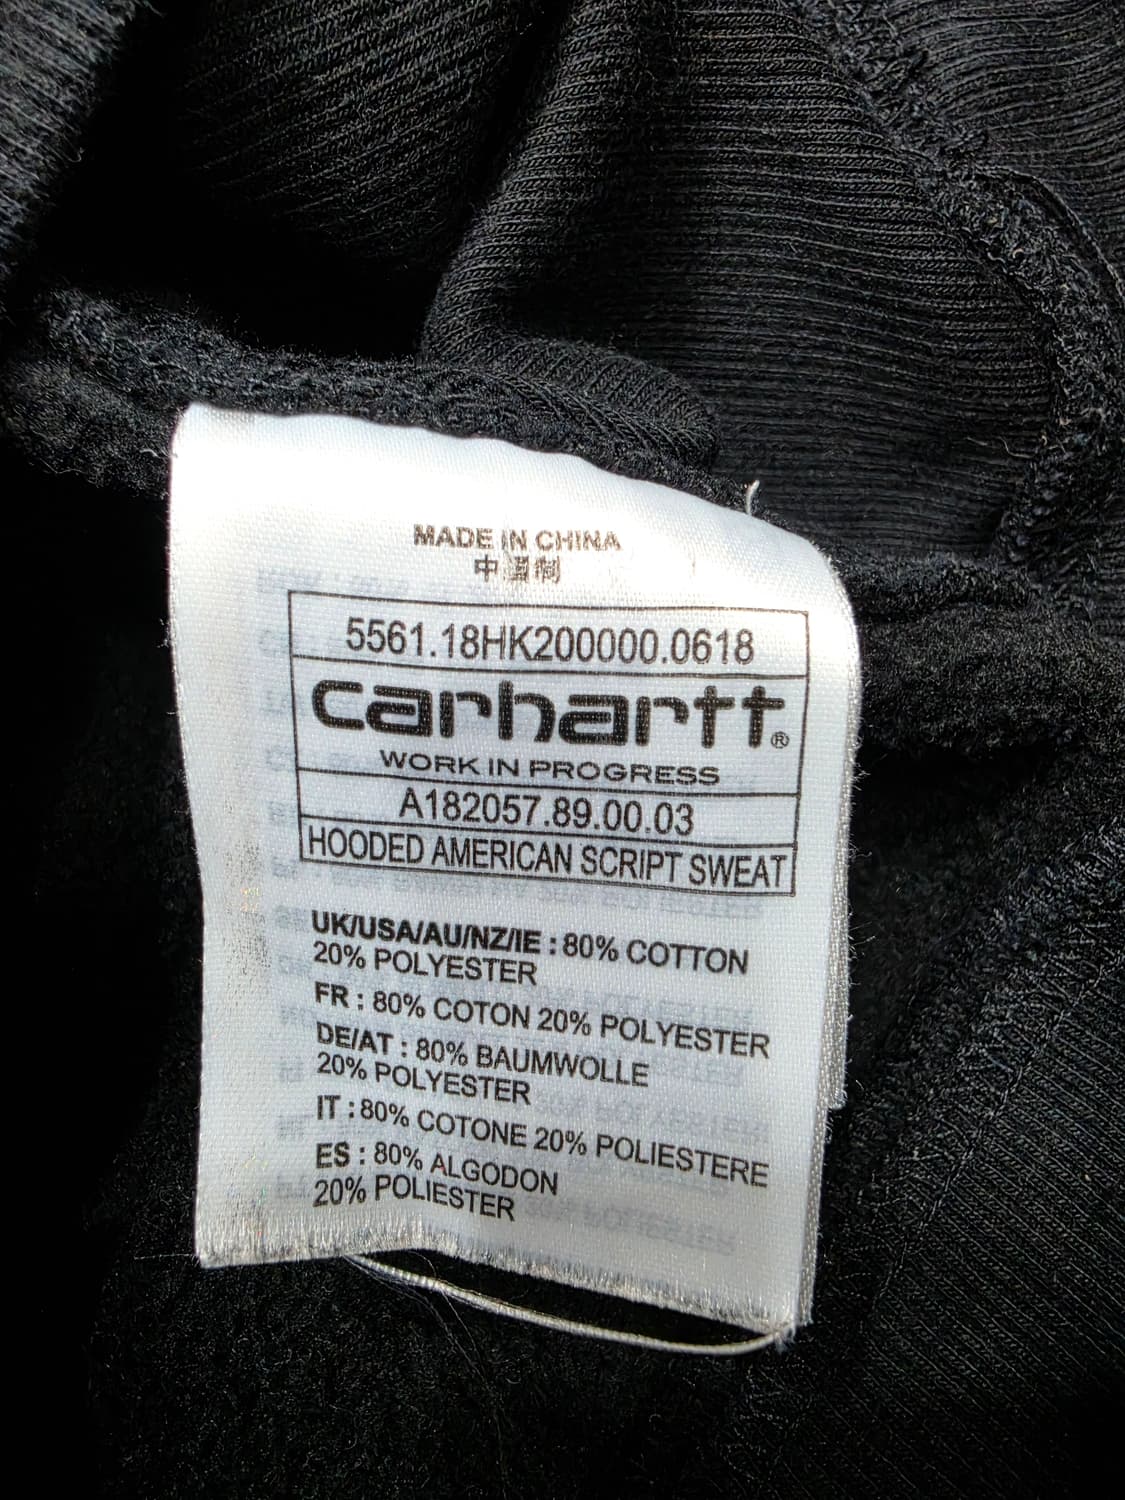 MADE IN CHINA
中国制
5561.18HK200000.0618
carhartt®
WORK IN PROGRESS
A182057.89.00.03
HOODED AMERICAN SCRIPT SWEAT
UK/USA/AU/NZ/IE : 80% COTTON
20% POLYESTER
FR : 80% COTON 20% POLYESTER
DE/AT : 80% BAUMWOLLE
20% POLYESTER
IT : 80% COTONE 20% POLIESTERE
ES : 80% ALGODON
20% POLIESTER